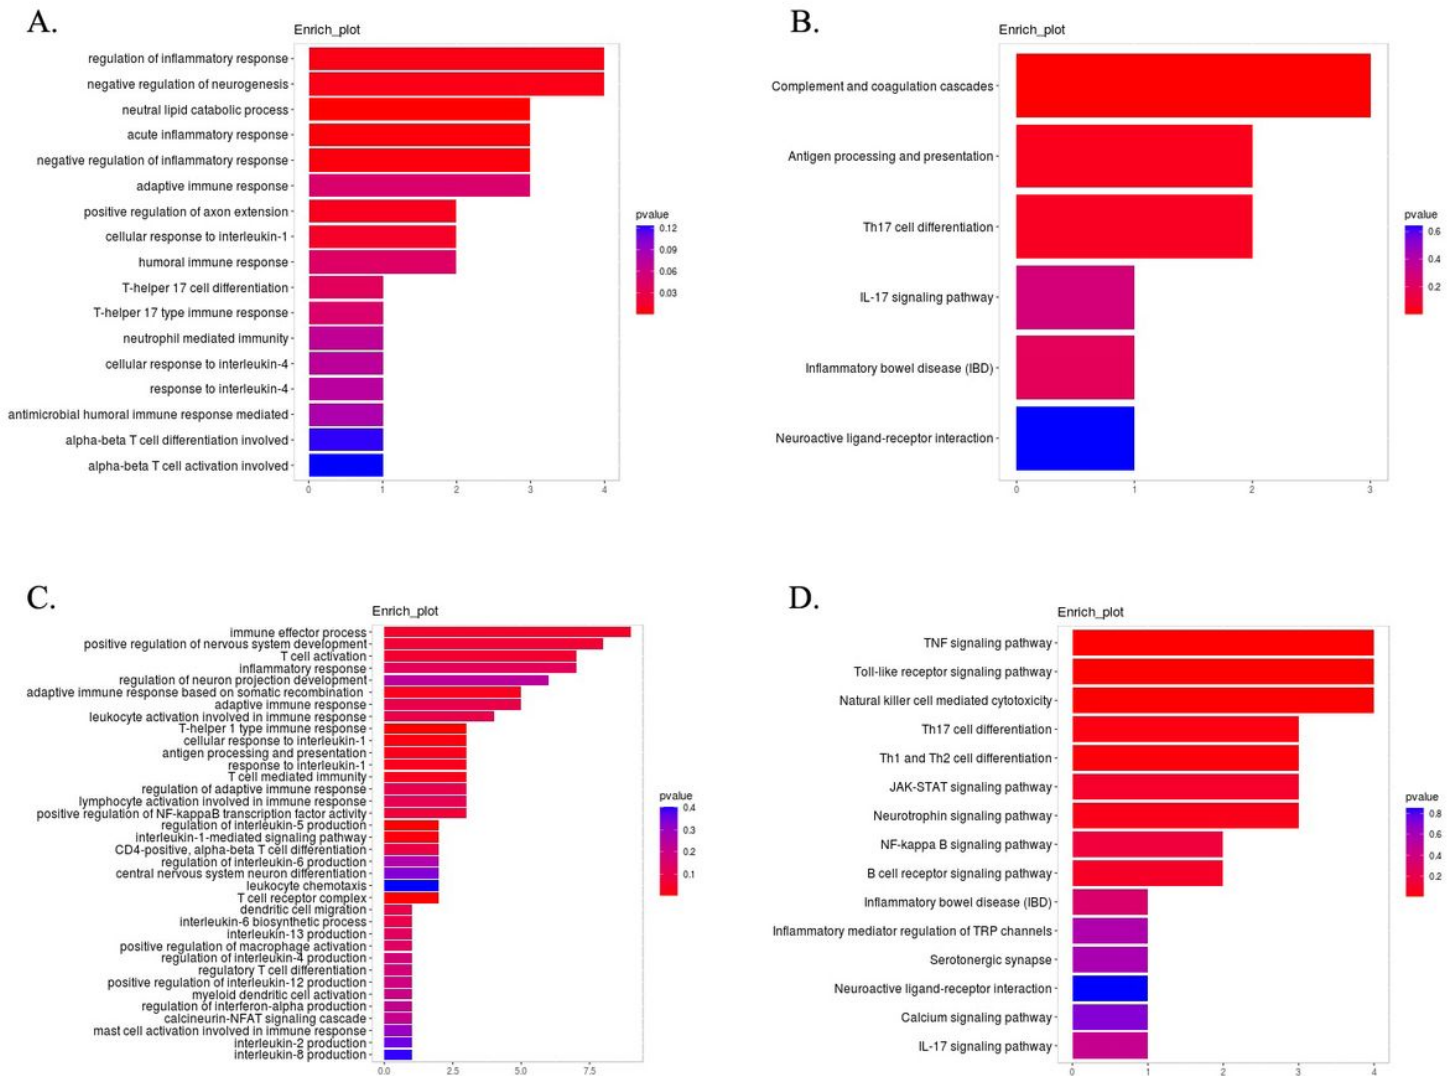 A.
Enrich_plot
regulation of inflammatory response
negative regulation of neurogenesis
neutral lipid catabolic process
acute inflammatory response
negative regulation of inflammatory response
adaptive immune response
positive regulation of axon extension
cellular response to interleukin-1
humoral immune response
T-helper 17 cell differentiation
T-helper 17 type immune response
neutrophil mediated immunity
cellular response to interleukin-4
response to interleukin-4
antimicrobial humoral immune response mediated
alpha-beta T cell differentiation involved
alpha-beta T cell activation involved
0 1 2 3 4
pvalue
0.12
0.09
0.06
0.03
B.
Enrich_plot
Complement and coagulation cascades
Antigen processing and presentation
Th17 cell differentiation
IL-17 signaling pathway
Inflammatory bowel disease (IBD)
Neuroactive ligand-receptor interaction
0 1 2 3
pvalue
0.6
0.4
0.2
C.
Enrich_plot
immune effector process
positive regulation of nervous system development
T cell activation
inflammatory response
regulation of neuron projection development
adaptive immune response based on somatic recombination
adaptive immune response
leukocyte activation involved in immune response
T-helper 1 type immune response
cellular response to interleukin-1
antigen processing and presentation
response to interleukin-1
T cell mediated immunity
regulation of adaptive immune response
lymphocyte activation involved in immune response
positive regulation of NF-kappaB transcription factor activity
regulation of interleukin-5 production
interleukin-1-mediated signaling pathway
CD4-positive, alpha-beta T cell differentiation
regulation of interleukin-6 production
central nervous system neuron differentiation
leukocyte chemotaxis
T cell receptor complex
dendritic cell migration
interleukin-6 biosynthetic process
interleukin-13 production
positive regulation of macrophage activation
regulation of interleukin-4 production
regulatory T cell differentiation
positive regulation of interleukin-12 production
myeloid dendritic cell activation
regulation of interferon-alpha production
calcineurin-NFAT signaling cascade
mast cell activation involved in immune response
interleukin-2 production
interleukin-8 production
0.0 2.5 5.0 7.5
pvalue
0.4
0.3
0.2
0.1
D.
Enrich_plot
TNF signaling pathway
Toll-like receptor signaling pathway
Natural killer cell mediated cytotoxicity
Th17 cell differentiation
Th1 and Th2 cell differentiation
JAK-STAT signaling pathway
Neurotrophin signaling pathway
NF-kappa B signaling pathway
B cell receptor signaling pathway
Inflammatory bowel disease (IBD)
Inflammatory mediator regulation of TRP channels
Serotonergic synapse
Neuroactive ligand-receptor interaction
Calcium signaling pathway
IL-17 signaling pathway
0 1 2 3 4
pvalue
0.8
0.6
0.4
0.2